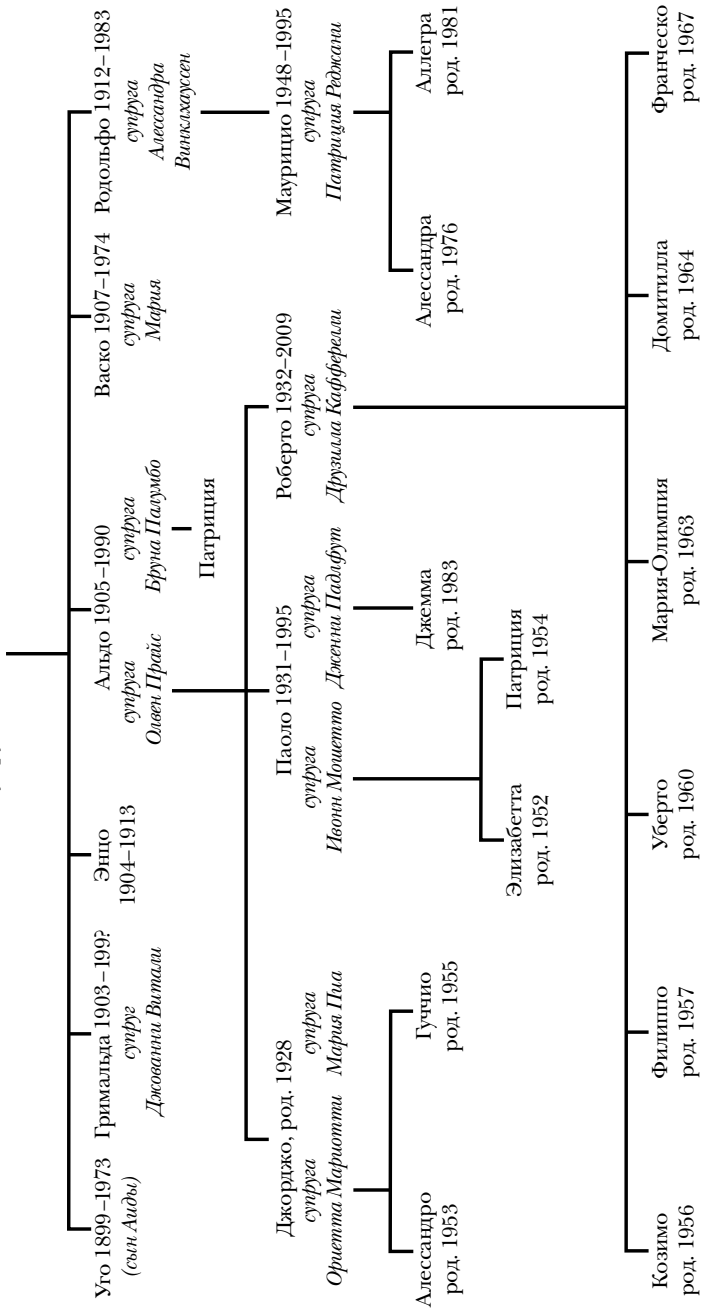 Уго 1899–1973
(сын Аиды)
Гримальда 1903–199?
супруг
Джованни Витали
Энцо
1904–1913
Альдо 1905–1990
супруга
Олвен Прайс
супруга
Бруна Палумбо
Патриция
Васко 1907–1974
супруга
Мария
Родольфо 1912–1983
супруга
Алессандра
Винклхауссен
Джорджо, род. 1928
супруга
Ориетта Мариотти
супруга
Мария Пиа
Паоло 1931–1995
супруга
Ивонн Мошетто
супруга
Дженни Падлфут
Роберто 1932–2009
супруга
Друзилла Кафферелли
Маурицио 1948–1995
супруга
Патриция Реджани
Алессандро
род. 1953
Гуччио
род. 1955
Джемма
род. 1983
Алессандра
род. 1976
Аллегра
род. 1981
Элизабетта
род. 1952
Патриция
род. 1954
Козимо
род. 1956
Филиппо
род. 1957
Уберто
род. 1960
Мария-Олимпия
род. 1963
Домитилла
род. 1964
Франческо
род. 1967